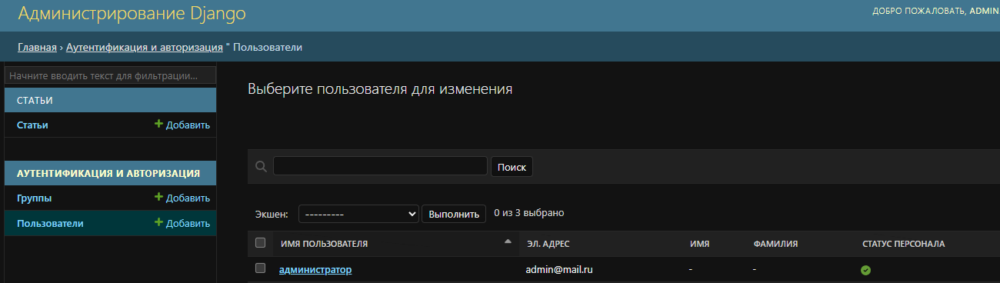 Администрирование Django
ДОБРО ПОЖАЛОВАТЬ, ADMIN.
Главная › Аутентификация и авторизация " Пользователи
Начните вводить текст для фильтрации...
СТАТЬИ
Статьи + Добавить
АУТЕНТИФИКАЦИЯ И АВТОРИЗАЦИЯ
Группы + Добавить
Пользователи + Добавить
Выберите пользователя для изменения
Поиск
Экшен: --------- Выполнить 0 из 3 выбрано
ИМЯ ПОЛЬЗОВАТЕЛЯ ЭЛ. АДРЕС ИМЯ ФАМИЛИЯ СТАТУС ПЕРСОНАЛА
администратор admin@mail.ru - -